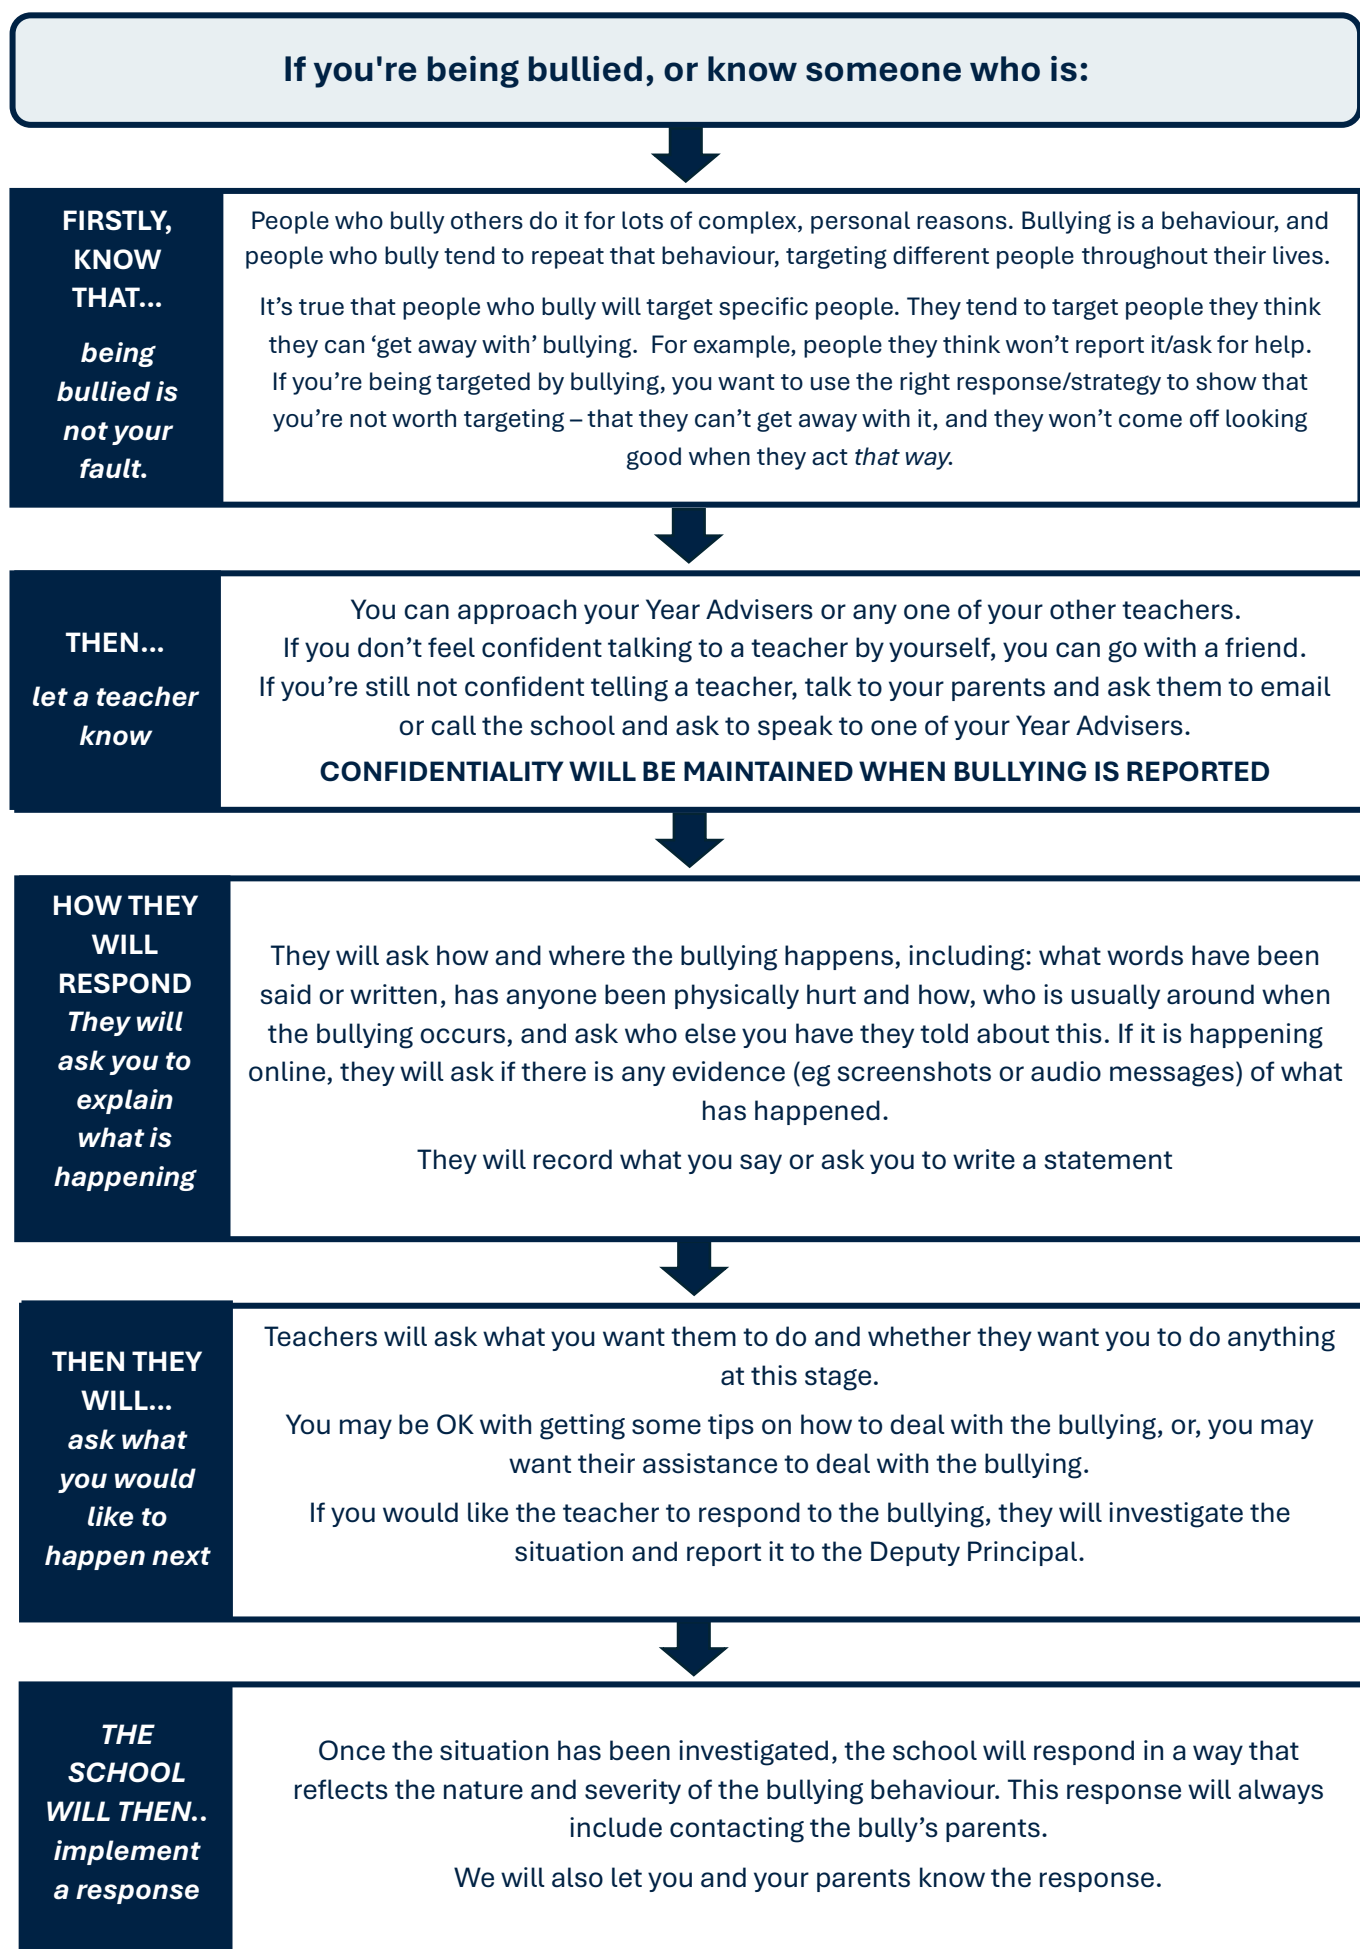 If you're being bullied, or know someone who is:
FIRSTLY,
KNOW
THAT...
being
bullied is
not your
fault.
People who bully others do it for lots of complex, personal reasons. Bullying is a behaviour, and
people who bully tend to repeat that behaviour, targeting different people throughout their lives.
It’s true that people who bully will target specific people. They tend to target people they think
they can ‘get away with’ bullying.  For example, people they think won’t report it/ask for help.
If you’re being targeted by bullying, you want to use the right response/strategy to show that
you’re not worth targeting – that they can’t get away with it, and they won’t come off looking
good when they act that way.
THEN...
let a teacher
know
You can approach your Year Advisers or any one of your other teachers.
If you don’t feel confident talking to a teacher by yourself, you can go with a friend.
If you’re still not confident telling a teacher, talk to your parents and ask them to email
or call the school and ask to speak to one of your Year Advisers.
CONFIDENTIALITY WILL BE MAINTAINED WHEN BULLYING IS REPORTED
HOW THEY
WILL
RESPOND
They will
ask you to
explain
what is
happening
They will ask how and where the bullying happens, including: what words have been
said or written, has anyone been physically hurt and how, who is usually around when
the bullying occurs, and ask who else you have they told about this. If it is happening
online, they will ask if there is any evidence (eg screenshots or audio messages) of what
has happened.
They will record what you say or ask you to write a statement
THEN THEY
WILL...
ask what
you would
like to
happen next
Teachers will ask what you want them to do and whether they want you to do anything
at this stage.
You may be OK with getting some tips on how to deal with the bullying, or, you may
want their assistance to deal with the bullying.
If you would like the teacher to respond to the bullying, they will investigate the
situation and report it to the Deputy Principal.
THE
SCHOOL
WILL THEN..
implement
a response
Once the situation has been investigated, the school will respond in a way that
reflects the nature and severity of the bullying behaviour. This response will always
include contacting the bully’s parents.
We will also let you and your parents know the response.